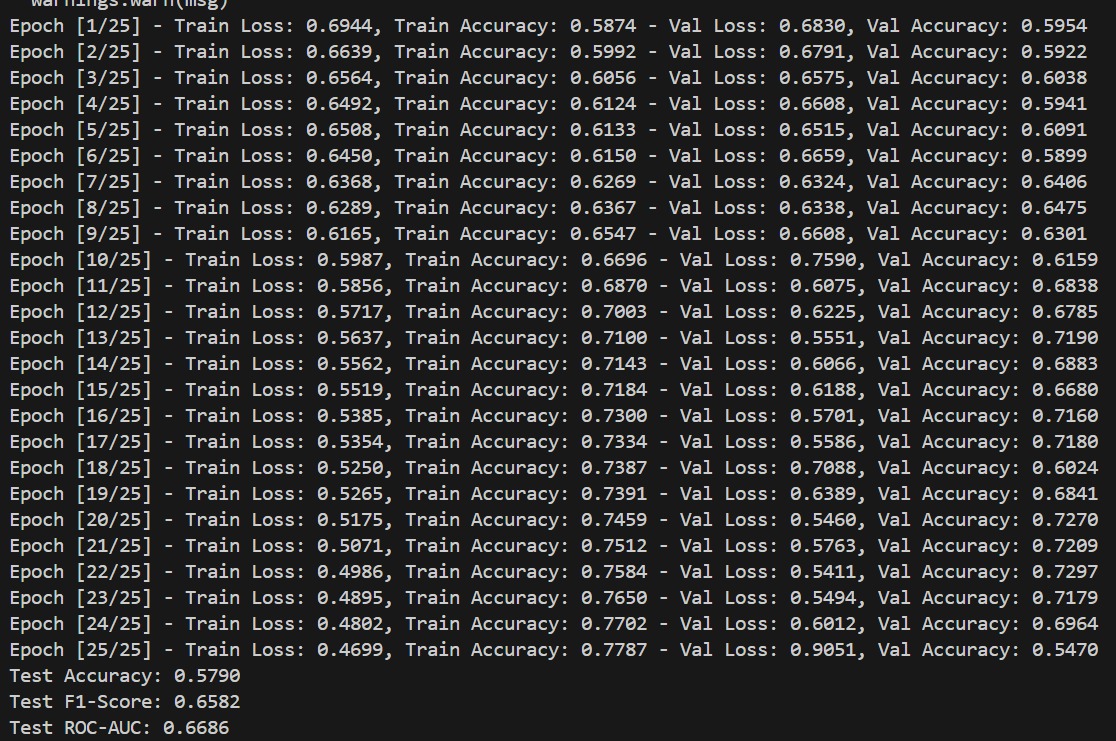 warnings.warn(msg)
Epoch [1/25] - Train Loss: 0.6944, Train Accuracy: 0.5874 - Val Loss: 0.6830, Val Accuracy: 0.5954
Epoch [2/25] - Train Loss: 0.6639, Train Accuracy: 0.5992 - Val Loss: 0.6791, Val Accuracy: 0.5922
Epoch [3/25] - Train Loss: 0.6564, Train Accuracy: 0.6056 - Val Loss: 0.6575, Val Accuracy: 0.6038
Epoch [4/25] - Train Loss: 0.6492, Train Accuracy: 0.6124 - Val Loss: 0.6608, Val Accuracy: 0.5941
Epoch [5/25] - Train Loss: 0.6508, Train Accuracy: 0.6133 - Val Loss: 0.6515, Val Accuracy: 0.6091
Epoch [6/25] - Train Loss: 0.6450, Train Accuracy: 0.6150 - Val Loss: 0.6659, Val Accuracy: 0.5899
Epoch [7/25] - Train Loss: 0.6368, Train Accuracy: 0.6269 - Val Loss: 0.6324, Val Accuracy: 0.6406
Epoch [8/25] - Train Loss: 0.6289, Train Accuracy: 0.6367 - Val Loss: 0.6338, Val Accuracy: 0.6475
Epoch [9/25] - Train Loss: 0.6165, Train Accuracy: 0.6547 - Val Loss: 0.6608, Val Accuracy: 0.6301
Epoch [10/25] - Train Loss: 0.5987, Train Accuracy: 0.6696 - Val Loss: 0.7590, Val Accuracy: 0.6159
Epoch [11/25] - Train Loss: 0.5856, Train Accuracy: 0.6870 - Val Loss: 0.6075, Val Accuracy: 0.6838
Epoch [12/25] - Train Loss: 0.5717, Train Accuracy: 0.7003 - Val Loss: 0.6225, Val Accuracy: 0.6785
Epoch [13/25] - Train Loss: 0.5637, Train Accuracy: 0.7100 - Val Loss: 0.5551, Val Accuracy: 0.7190
Epoch [14/25] - Train Loss: 0.5562, Train Accuracy: 0.7143 - Val Loss: 0.6066, Val Accuracy: 0.6883
Epoch [15/25] - Train Loss: 0.5519, Train Accuracy: 0.7184 - Val Loss: 0.6188, Val Accuracy: 0.6680
Epoch [16/25] - Train Loss: 0.5385, Train Accuracy: 0.7300 - Val Loss: 0.5701, Val Accuracy: 0.7160
Epoch [17/25] - Train Loss: 0.5354, Train Accuracy: 0.7334 - Val Loss: 0.5586, Val Accuracy: 0.7180
Epoch [18/25] - Train Loss: 0.5250, Train Accuracy: 0.7387 - Val Loss: 0.7088, Val Accuracy: 0.6024
Epoch [19/25] - Train Loss: 0.5265, Train Accuracy: 0.7391 - Val Loss: 0.6389, Val Accuracy: 0.6841
Epoch [20/25] - Train Loss: 0.5175, Train Accuracy: 0.7459 - Val Loss: 0.5460, Val Accuracy: 0.7270
Epoch [21/25] - Train Loss: 0.5071, Train Accuracy: 0.7512 - Val Loss: 0.5763, Val Accuracy: 0.7209
Epoch [22/25] - Train Loss: 0.4986, Train Accuracy: 0.7584 - Val Loss: 0.5411, Val Accuracy: 0.7297
Epoch [23/25] - Train Loss: 0.4895, Train Accuracy: 0.7650 - Val Loss: 0.5494, Val Accuracy: 0.7179
Epoch [24/25] - Train Loss: 0.4802, Train Accuracy: 0.7702 - Val Loss: 0.6012, Val Accuracy: 0.6964
Epoch [25/25] - Train Loss: 0.4699, Train Accuracy: 0.7787 - Val Loss: 0.9051, Val Accuracy: 0.5470
Test Accuracy: 0.5790
Test F1-Score: 0.6582
Test ROC-AUC: 0.6686